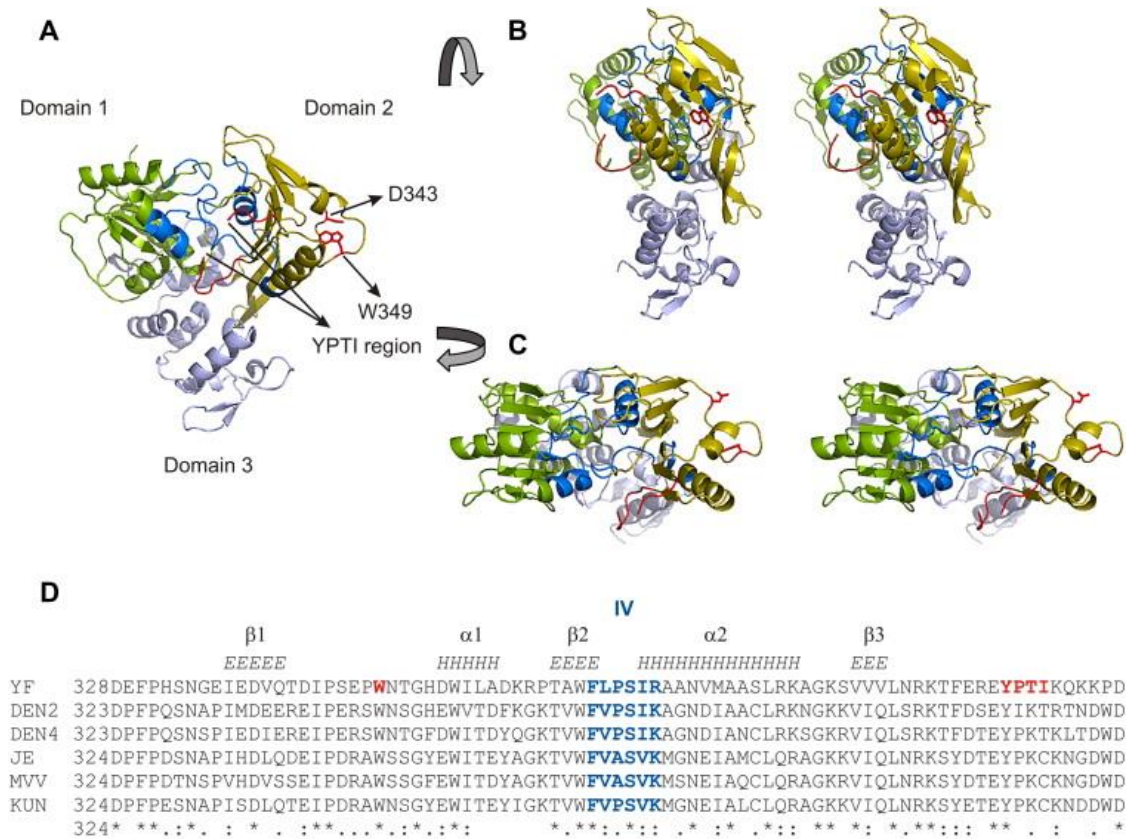 A
B
Domain 1
Domain 2
D343
W349
YPTI region
C
Domain 3
D
IV
β1 α1 β2 α2 β3
EEEEE HHHHH EEEE HHHHHHHHHHHHHH EEE
YF 328DEFPHSNGEIEDVQTDIPSEPWNTGHDWILADKRPTAWFLPSIRAANVMAASLRKAGKSVVVLNRKTFEREYPTIKQKKPD
DEN2 323DPFPQSNAPIMDEEREIPERSWSSGHEWVTDFKGKTVWFVPSIKAGNDIAACLRKNGKKVIQLSRKTFDSEYIKTRTNDWD
DEN4 323DPFPQSNSPIEDIEREIPERSWNTGFDWITDYQGKTVWFVPSIKAGNDIANCLRKSGKRVIQLSRKTFDTEYPKTKLTDWD
JE 324DPFPDSNAPIHDLQDEIPDRAWSSGYEWITEYAGKTVWFVASVKMGNEIAMCLQRAGKKVIQLNRKSYDTEYPKCKNGDWD
MVV 324DPFPDTNSPVHDVSSEIPDRAWSSGFEWITDYAGKTVWFVASVKMSNEIAQCLQRAGKRVIQLNRKSYDTEYPKCKNGDWD
KUN 324DPFPESNAPISDLQTEIPDRAWNSGYEWITEYIGKTVWFVPSVKMGNEIALCLQRAGKKVIQLNRKSYETEYPKCKNDDWD